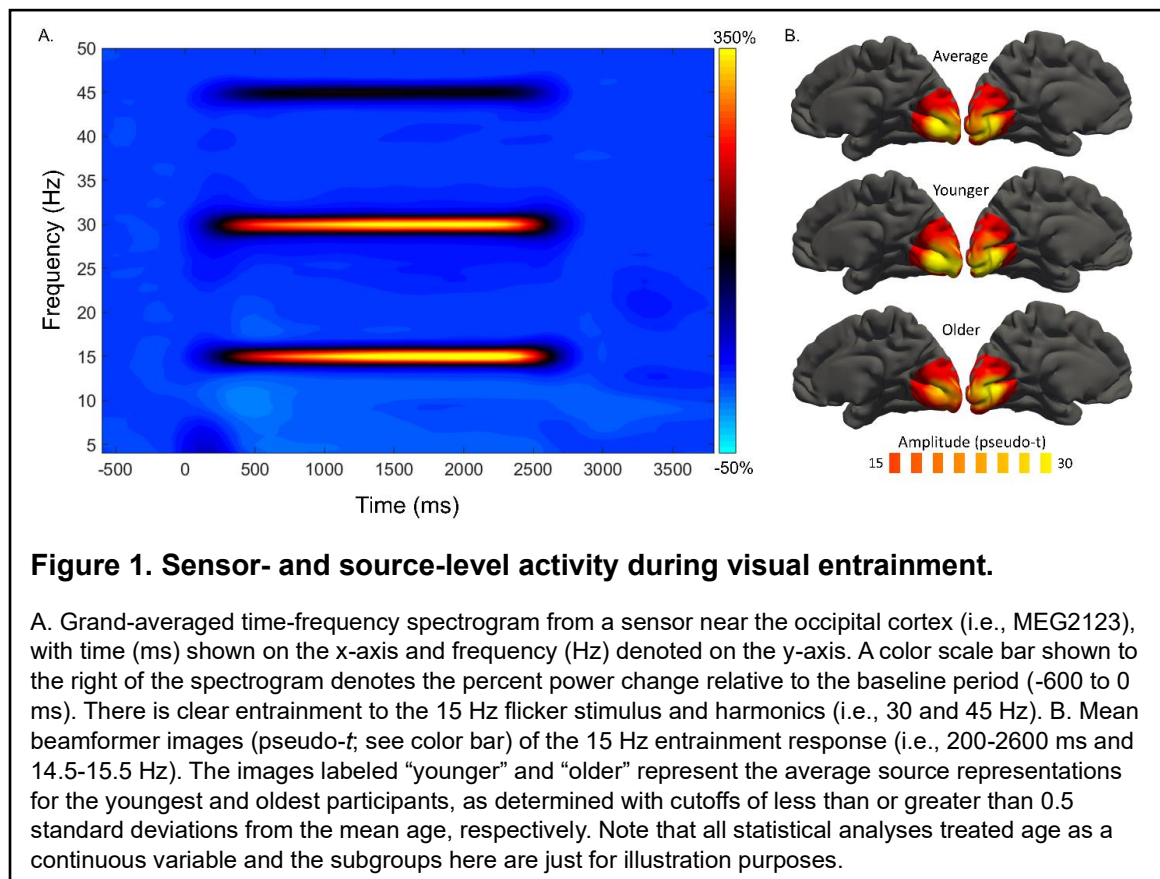 A.
350%
B.
50
45
40
35
30
25
20
15
10
5
Frequency (Hz)
-500 0 500 1000 1500 2000 2500 3000 3500
-50%
Time (ms)
Average
Younger
Older
Amplitude (pseudo-t)
15 30
Figure 1. Sensor- and source-level activity during visual entrainment.
A. Grand-averaged time-frequency spectrogram from a sensor near the occipital cortex (i.e., MEG2123),
with time (ms) shown on the x-axis and frequency (Hz) denoted on the y-axis. A color scale bar shown to
the right of the spectrogram denotes the percent power change relative to the baseline period (-600 to 0
ms). There is clear entrainment to the 15 Hz flicker stimulus and harmonics (i.e., 30 and 45 Hz). B. Mean
beamformer images (pseudo-t; see color bar) of the 15 Hz entrainment response (i.e., 200-2600 ms and
14.5-15.5 Hz). The images labeled “younger” and “older” represent the average source representations
for the youngest and oldest participants, as determined with cutoffs of less than or greater than 0.5
standard deviations from the mean age, respectively. Note that all statistical analyses treated age as a
continuous variable and the subgroups here are just for illustration purposes.